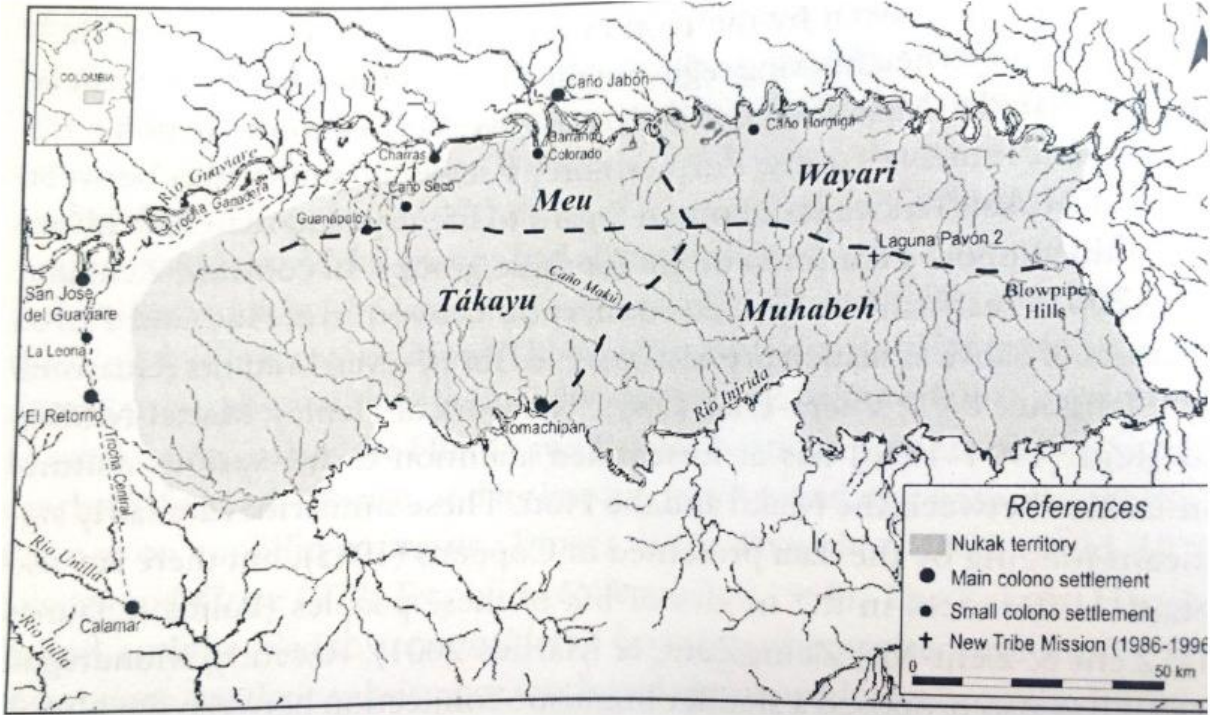 COLOMBIA
Caño Jabón
Caño Hormiga
Barranco
Colorado
Charras
Río Guaviare
Trocha Ganadera
Caño Seco
Meu
Wayari
Guanapalo
Laguna Pavón 2
San José
del Guaviare
Caño Makú
Tákayu
Muhabeh
Blowpipe
Hills
La Leona
El Retorno
Río Inírida
Tomachipán
Trocha Central
Río Unilla
Río Itilla
Calamar
References
Nukak territory
Main colono settlement
Small colono settlement
New Tribe Mission (1986-1996
0
50 km